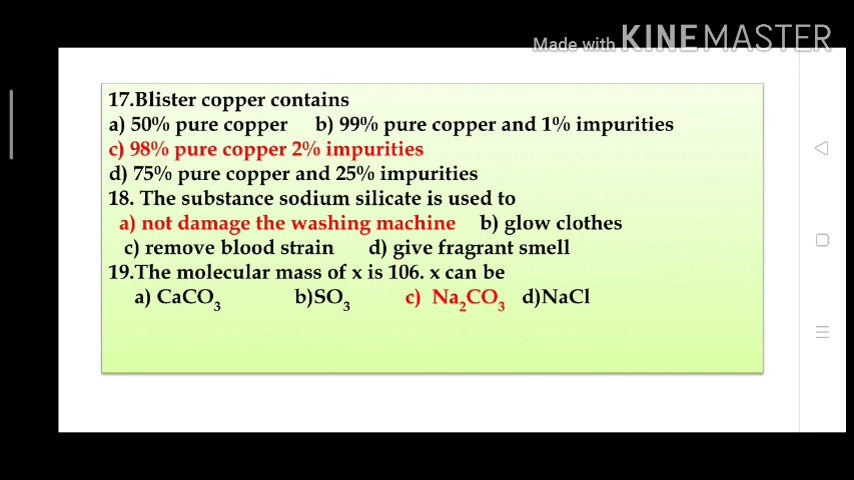 Made with KINEMASTER
17.Blister copper contains
a) 50% pure copper b) 99% pure copper and 1% impurities
c) 98% pure copper 2% impurities
d) 75% pure copper and 25% impurities
18. The substance sodium silicate is used to
a) not damage the washing machine b) glow clothes
c) remove blood strain d) give fragrant smell
19.The molecular mass of x is 106. x can be
a) CaCO₃ b)SO₃ c) Na₂CO₃ d)NaCl